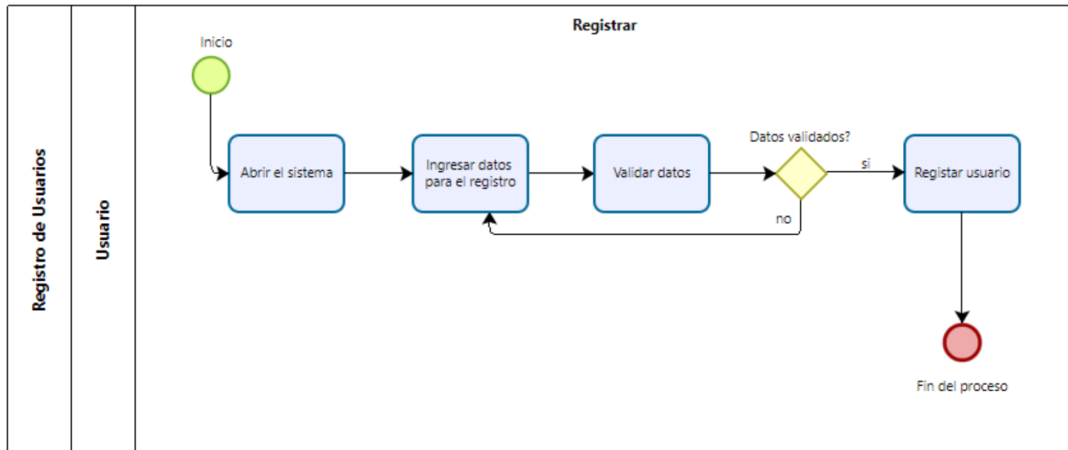 Registro de Usuarios
Usuario
Registrar
Inicio
Abrir el sistema
Ingresar datos
para el registro
Validar datos
Datos validados?
si
no
Registar usuario
Fin del proceso